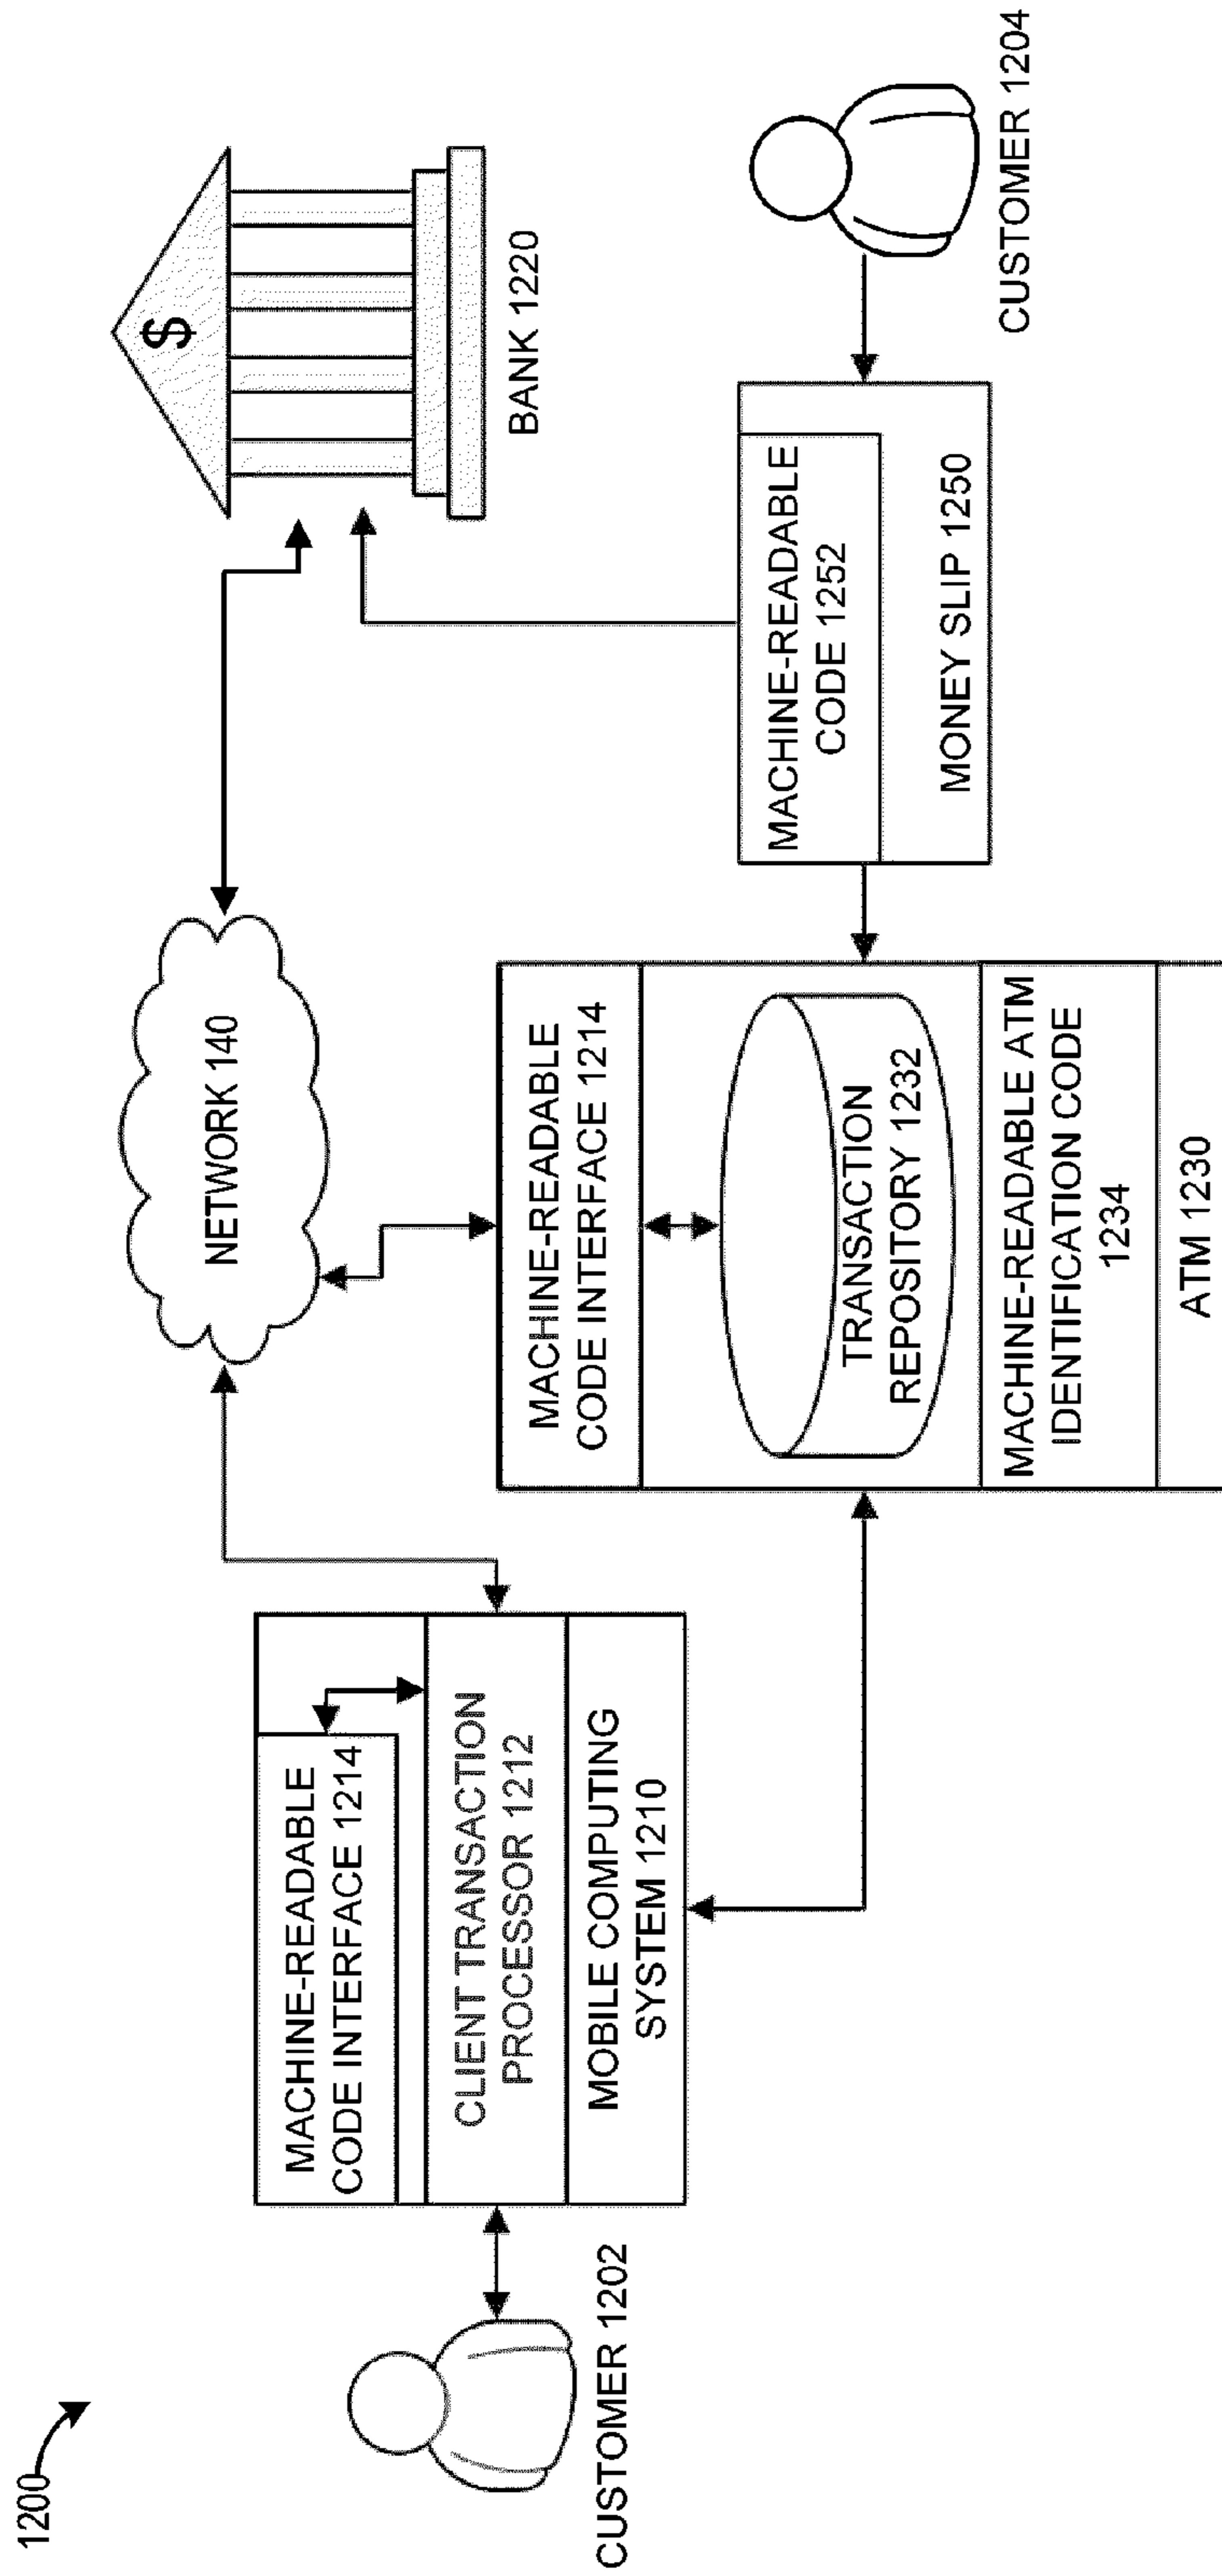 1200
CUSTOMER 1202
MACHINE-READABLE
CODE INTERFACE 1214
CLIENT TRANSACTION
PROCESSOR 1212
MOBILE COMPUTING
SYSTEM 1210
NETWORK 140
MACHINE-READABLE
CODE INTERFACE 1214
TRANSACTION
REPOSITORY 1232
MACHINE-READABLE ATM
IDENTIFICATION CODE
1234
ATM 1230
$
BANK 1220
MACHINE-READABLE
CODE 1252
MONEY SLIP 1250
CUSTOMER 1204